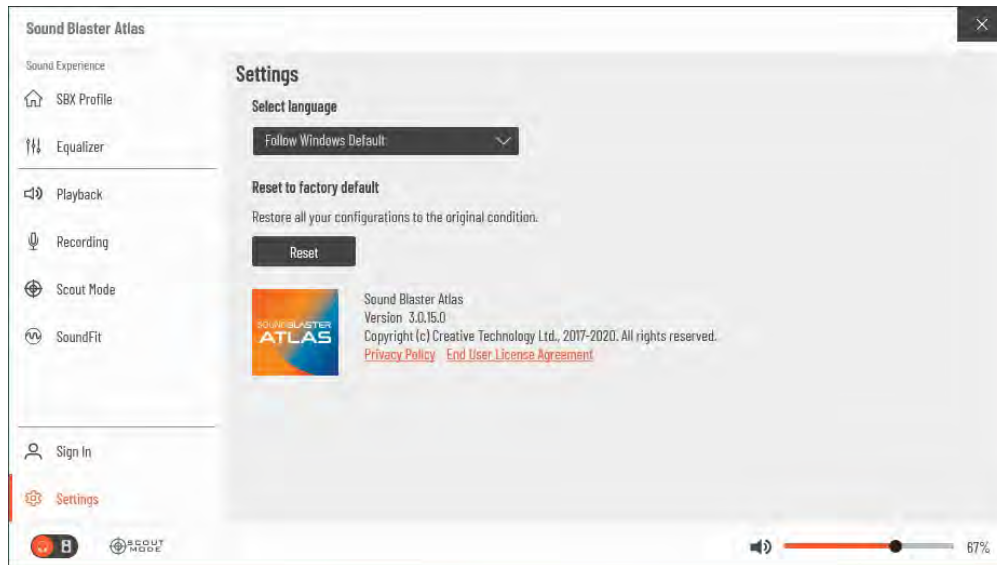 Sound Blaster Atlas
Sound Experience
SBX Profile
Equalizer
Playback
Recording
Scout Mode
SoundFit
Sign In
Settings
SCOUT
MODE
Settings
Select language
Follow Windows Default
Reset to factory default
Restore all your configurations to the original condition.
Reset
SOUND BLASTER
ATLAS
Sound Blaster Atlas
Version 3.0.15.0
Copyright (c) Creative Technology Ltd., 2017-2020. All rights reserved.
Privacy Policy End User License Agreement
67%